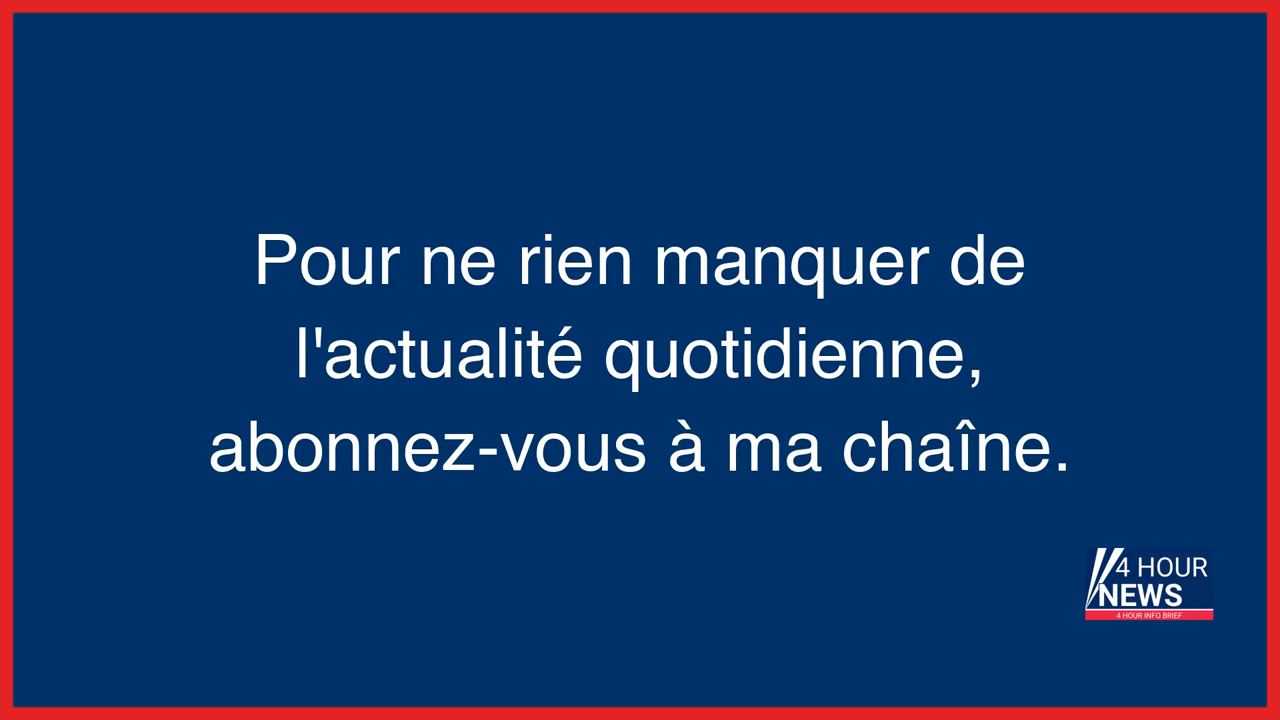 Pour ne rien manquer de
l'actualité quotidienne,
abonnez-vous à ma chaîne.
4 HOUR
NEWS
4 HOUR INFO BRIEF